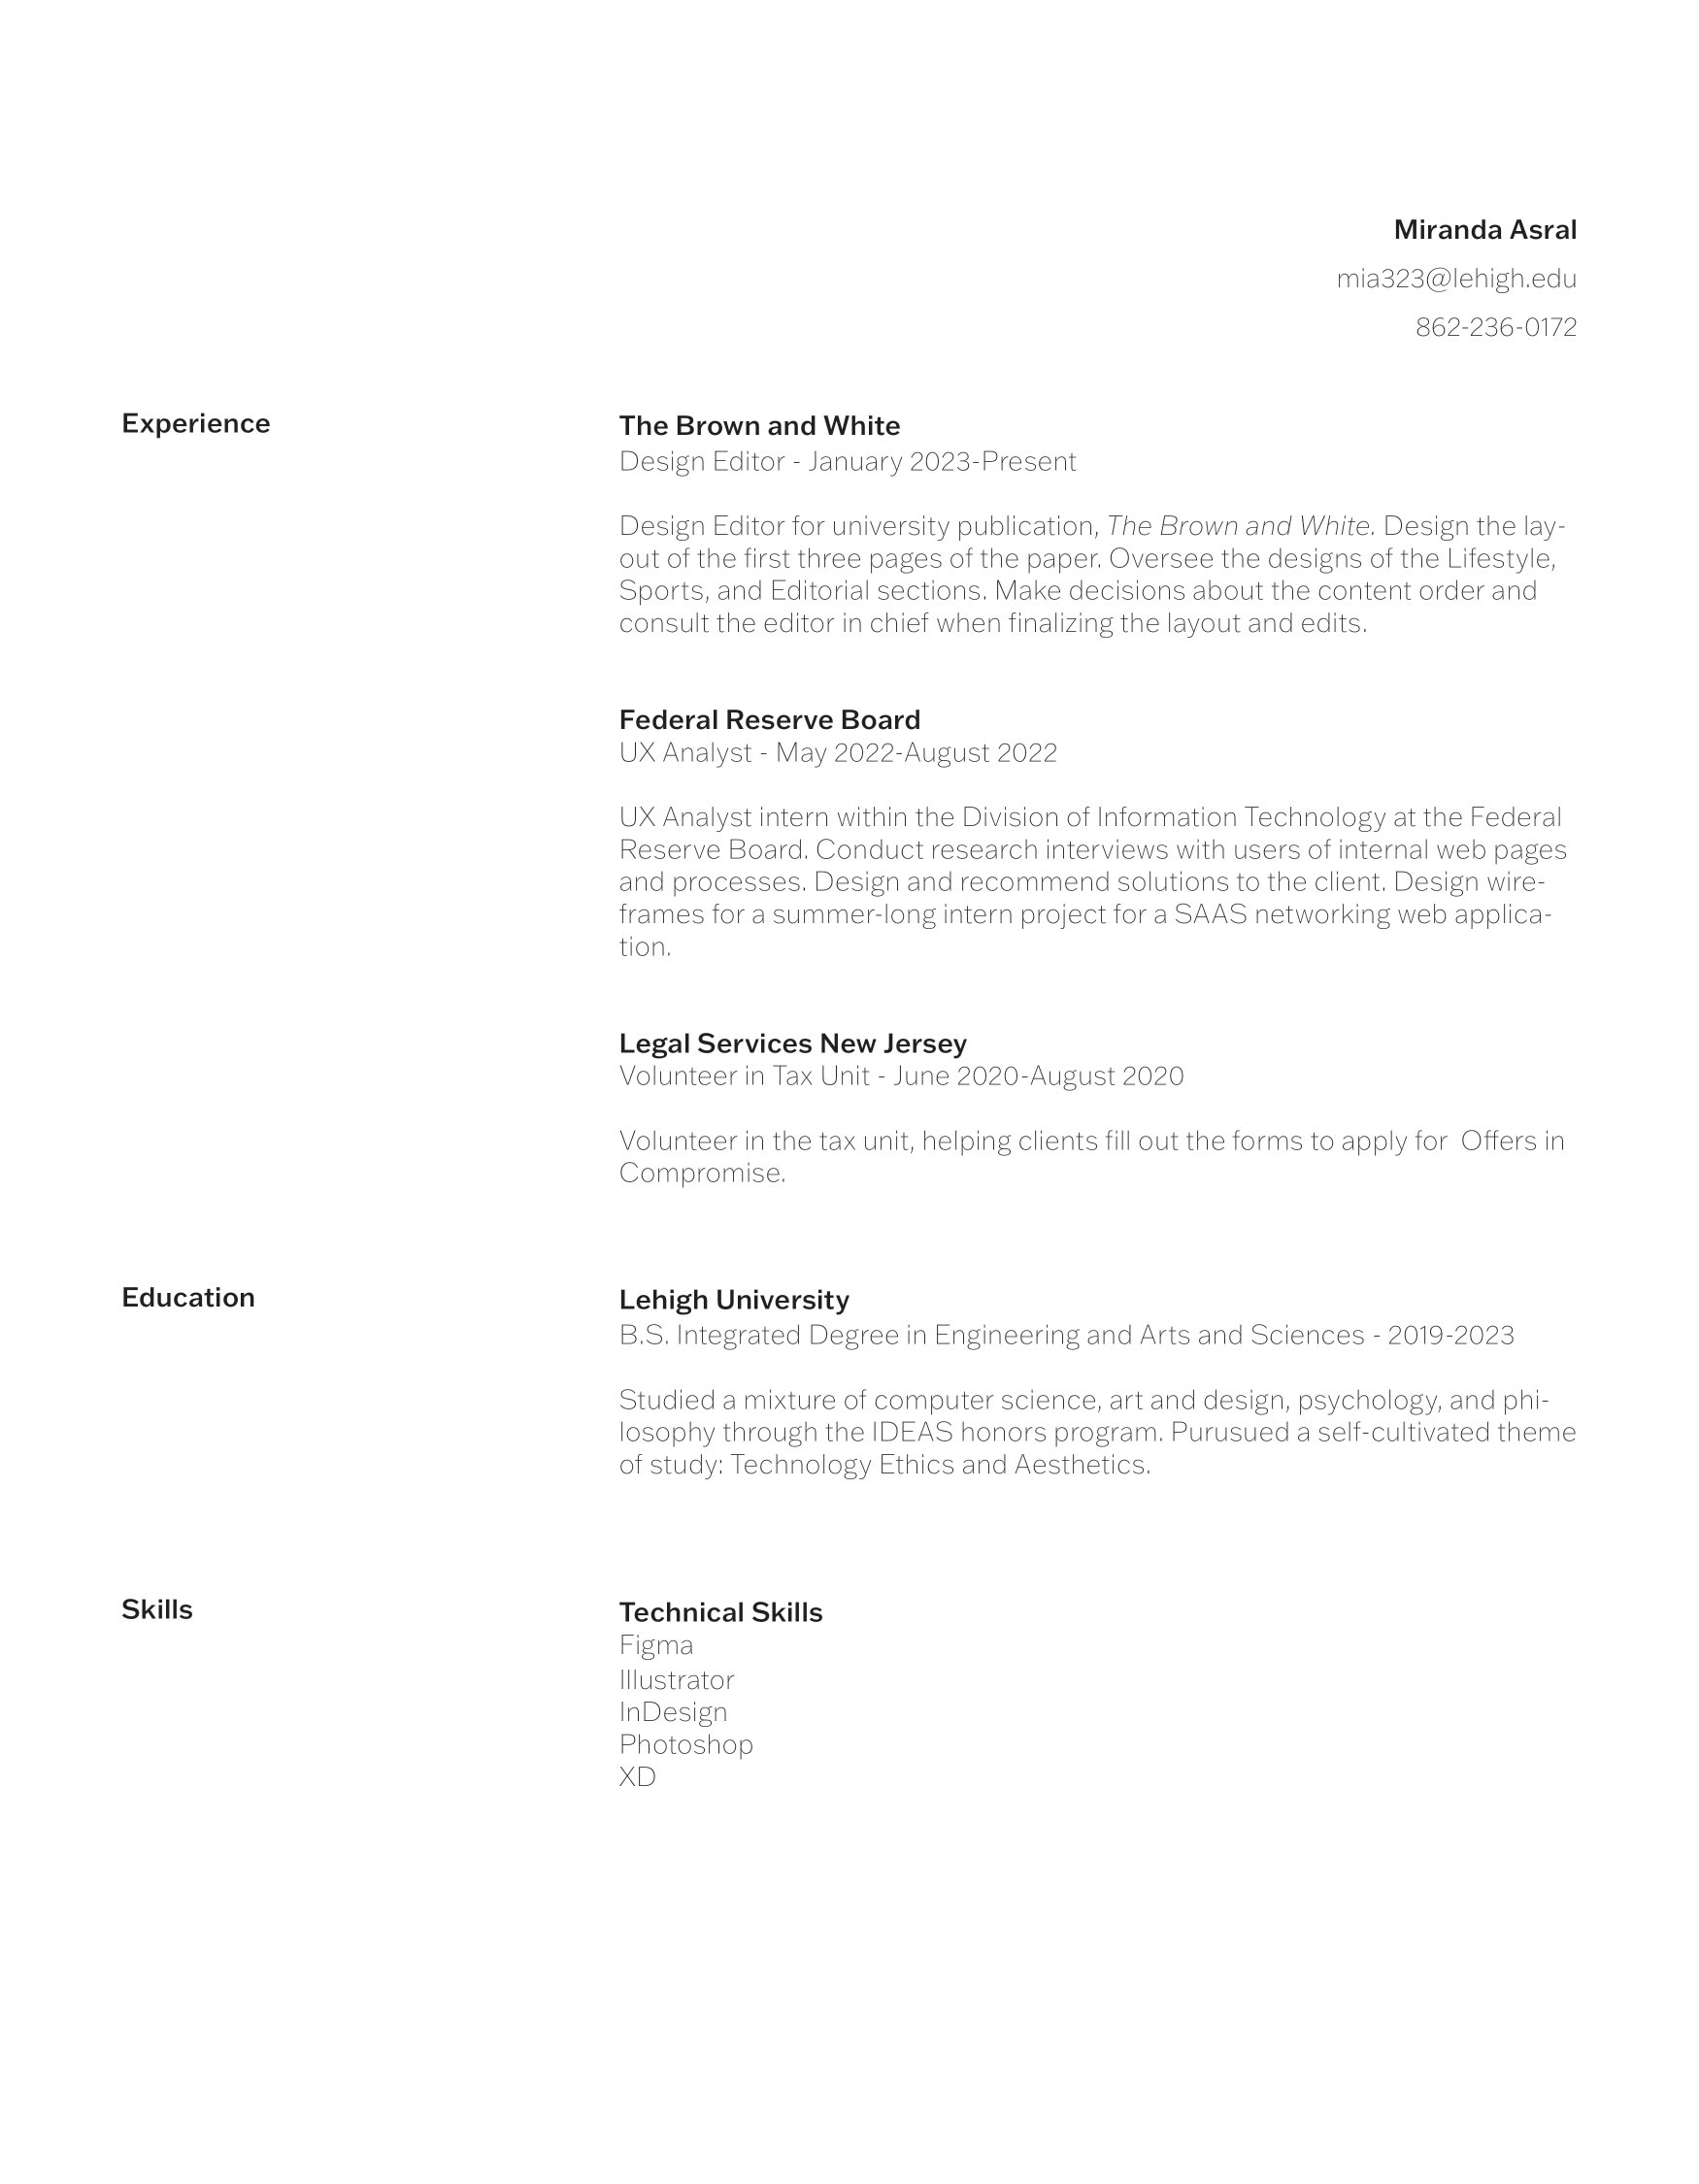 Miranda Asral
mia323@lehigh.edu
862-236-0172
Experience
The Brown and White
Design Editor - January 2023-Present
Design Editor for university publication, The Brown and White. Design the lay-
out of the first three pages of the paper. Oversee the designs of the Lifestyle,
Sports, and Editorial sections. Make decisions about the content order and
consult the editor in chief when finalizing the layout and edits.
Federal Reserve Board
UX Analyst - May 2022-August 2022
UX Analyst intern within the Division of Information Technology at the Federal
Reserve Board. Conduct research interviews with users of internal web pages
and processes. Design and recommend solutions to the client. Design wire-
frames for a summer-long intern project for a SAAS networking web applica-
tion.
Legal Services New Jersey
Volunteer in Tax Unit - June 2020-August 2020
Volunteer in the tax unit, helping clients fill out the forms to apply for  Offers in
Compromise.
Education
Lehigh University
B.S. Integrated Degree in Engineering and Arts and Sciences - 2019-2023
Studied a mixture of computer science, art and design, psychology, and phi-
losophy through the IDEAS honors program. Purusued a self-cultivated theme
of study: Technology Ethics and Aesthetics.
Skills
Technical Skills
Figma
Illustrator
InDesign
Photoshop
XD